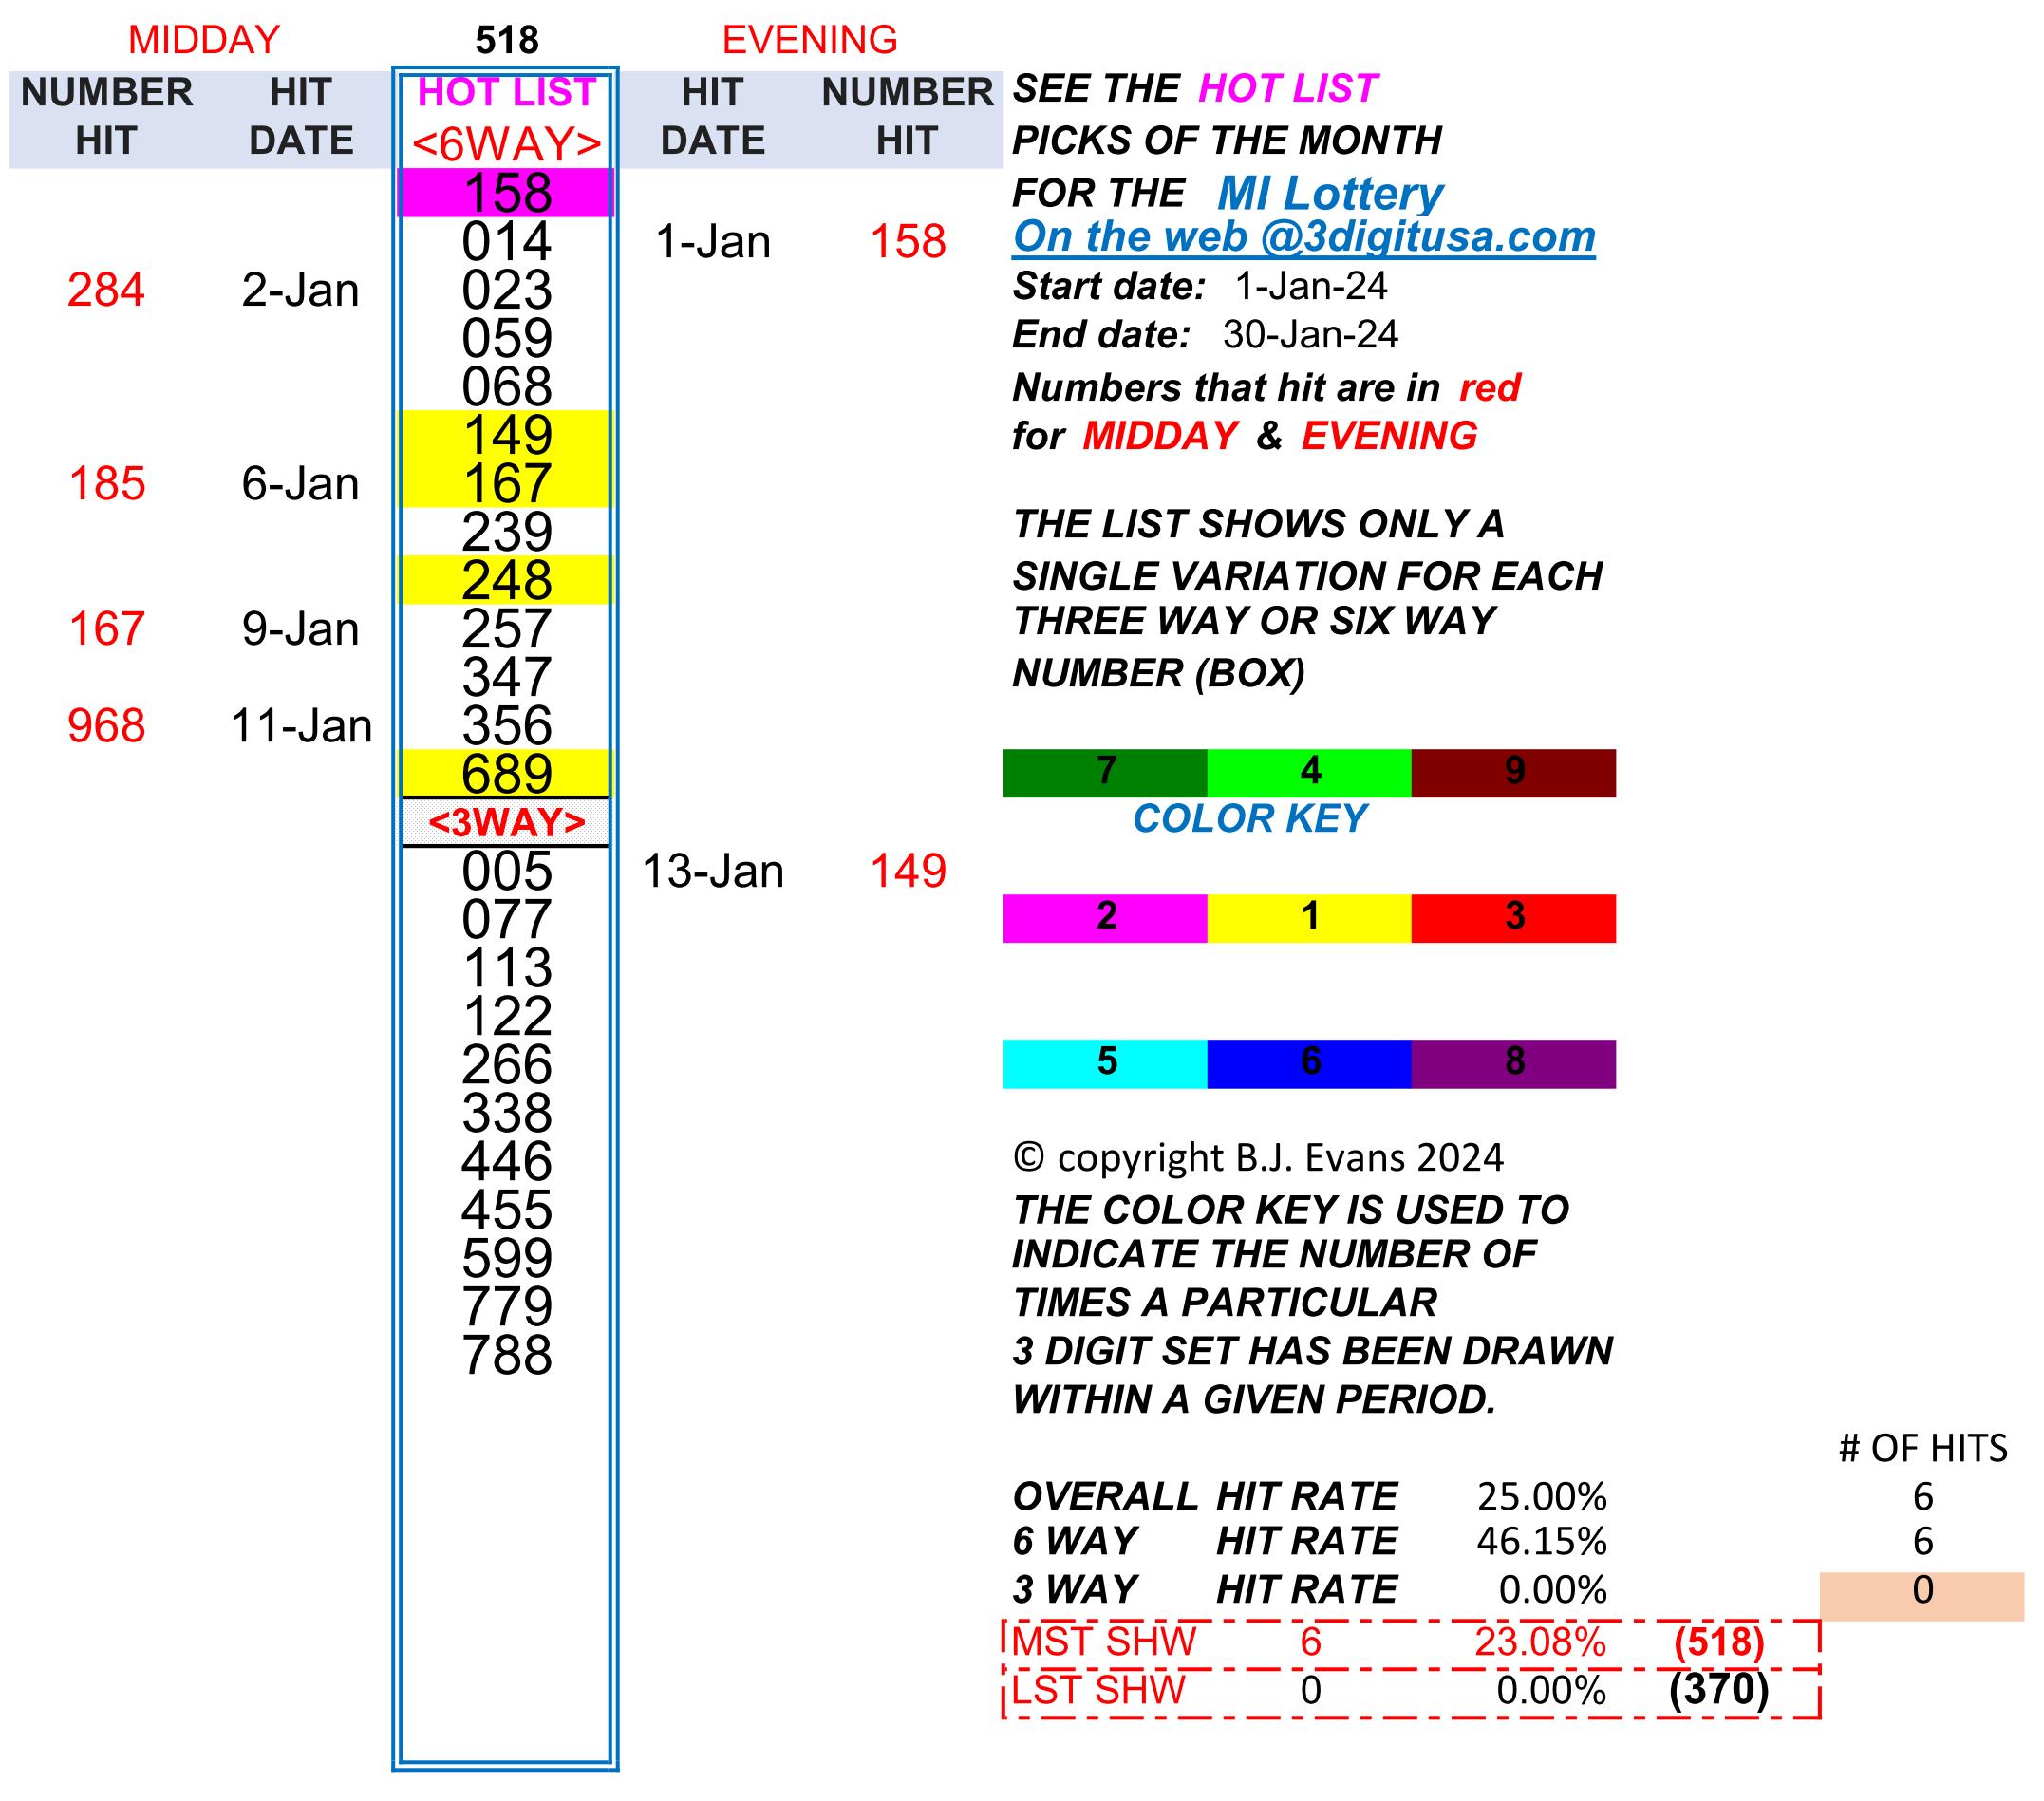 MIDDAY 518 EVENING
NUMBER HIT HOT LIST HIT NUMBER
HIT DATE <6WAY> DATE HIT
158
014 1-Jan 158
284 2-Jan 023
059
068
149
185 6-Jan 167
239
248
167 9-Jan 257
347
968 11-Jan 356
689
<3WAY>
005 13-Jan 149
077
113
122
266
338
446
455
599
779
788
SEE THE HOT LIST
PICKS OF THE MONTH
FOR THE MI Lottery
On the web @3digitusa.com
Start date: 1-Jan-24
End date: 30-Jan-24
Numbers that hit are in red
for MIDDAY & EVENING
THE LIST SHOWS ONLY A
SINGLE VARIATION FOR EACH
THREE WAY OR SIX WAY
NUMBER (BOX)
7 4 9
COLOR KEY
2 1 3
5 6 8
© copyright B.J. Evans 2024
THE COLOR KEY IS USED TO
INDICATE THE NUMBER OF
TIMES A PARTICULAR
3 DIGIT SET HAS BEEN DRAWN
WITHIN A GIVEN PERIOD.
# OF HITS
OVERALL HIT RATE 25.00% 6
6 WAY HIT RATE 46.15% 6
3 WAY HIT RATE 0.00% 0
MST SHW 6 23.08% (518)
LST SHW 0 0.00% (370)